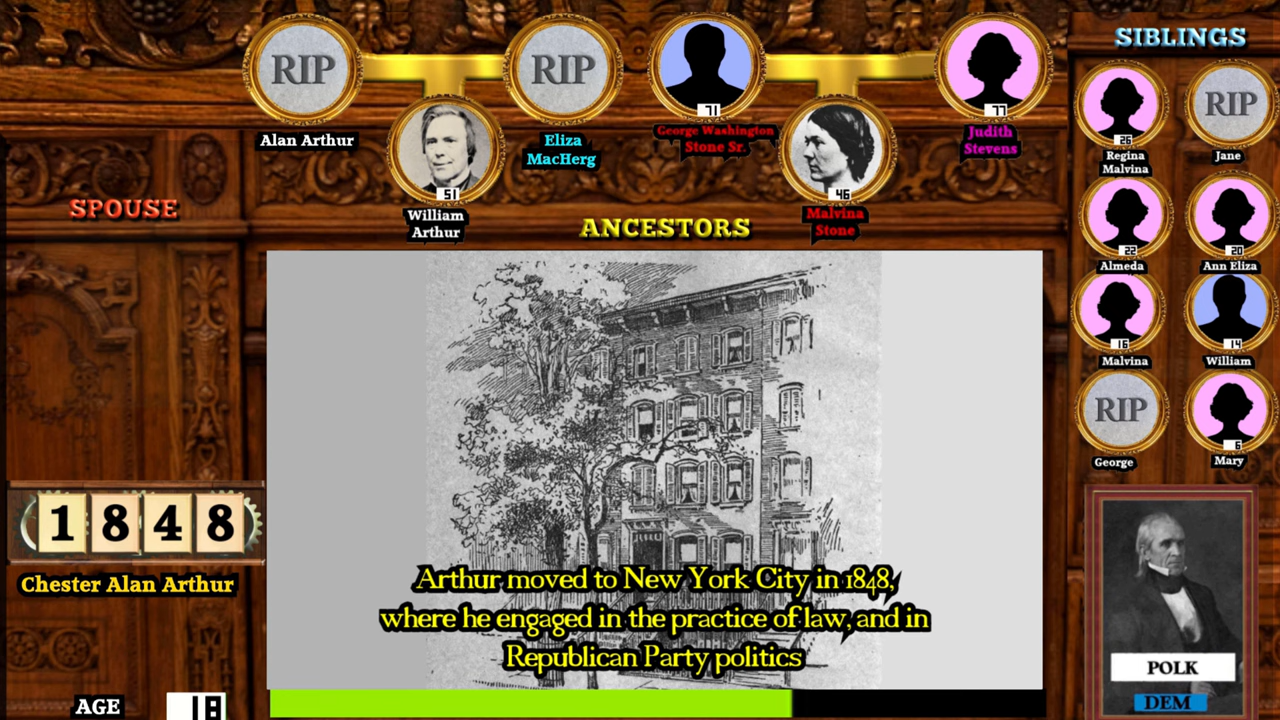 SIBLINGS
RIP
RIP
71
77
Alan Arthur
Eliza
MacHerg
George Washington
Stone Sr.
Judith
Stevens
26
Regina
Malvina
RIP
Jane
51
William
Arthur
46
Malvina
Stone
SPOUSE
ANCESTORS
22
Almeda
20
Ann Eliza
16
Malvina
14
William
RIP
George
6
Mary
1848
Chester Alan Arthur
Arthur moved to New York City in 1848,
where he engaged in the practice of law, and in
Republican Party politics
POLK
DEM
AGE
18